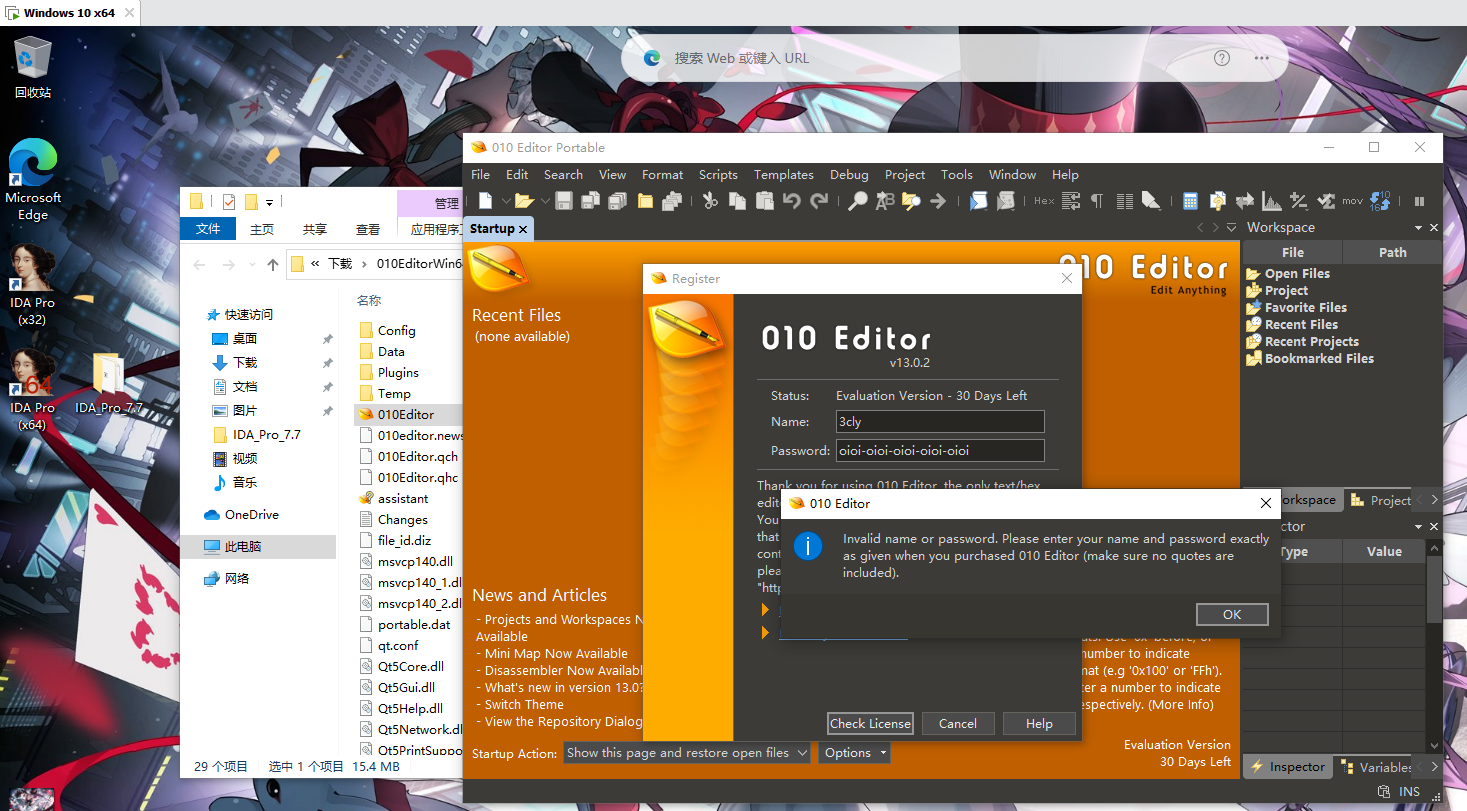 Windows 10 x64
回收站
Microsoft
Edge
IDA Pro
(x32)
IDA Pro
(x64)
IDA_Pro_7.7
搜索 Web 或键入 URL
管理
文件
主页
共享
查看
应用程序
« 下载 › 010EditorWin6
快速访问
桌面
下载
文档
图片
IDA_Pro_7.7
视频
音乐
OneDrive
此电脑
网络
名称
Config
Data
Plugins
Temp
010Editor
010editor.news
010Editor.qch
010Editor.qhc
assistant
Changes
file_id.diz
msvcp140.dll
msvcp140_1.dl
msvcp140_2.dl
portable.dat
qt.conf
Qt5Core.dll
Qt5Gui.dll
Qt5Help.dll
Qt5Network.dl
Qt5PrintSuppo
29 个项目 选中 1 个项目 15.4 MB
010 Editor Portable
File Edit Search View Format Scripts Templates Debug Project Tools Window Help
Hex
mov
Startup
Recent Files
(none available)
010 Editor
Edit Anything
News and Articles
- Projects and Workspaces N
Available
- Mini Map Now Available
- Disassembler Now Availabl
- What's new in version 13.0?
- Switch Theme
- View the Repository Dialog
Startup Action: Show this page and restore open files Options
number to indicate
mat (e.g '0x100' or 'FFh').
ter a number to indicate
spectively. (More Info)
Evaluation Version
30 Days Left
Register
010 Editor
v13.0.2
Status: Evaluation Version - 30 Days Left
Name: 3cly
Password: oioi-oioi-oioi-oioi-oioi
Thank you for using 010 Editor, the only text/hex
edit
You
that
cont
plea
"http
Check License Cancel Help
010 Editor
Invalid name or password. Please enter your name and password exactly
as given when you purchased 010 Editor (make sure no quotes are
included).
OK
Workspace
File Path
Open Files
Project
Favorite Files
Recent Files
Recent Projects
Bookmarked Files
orkspace Project
ctor
Type Value
Inspector Variables
INS